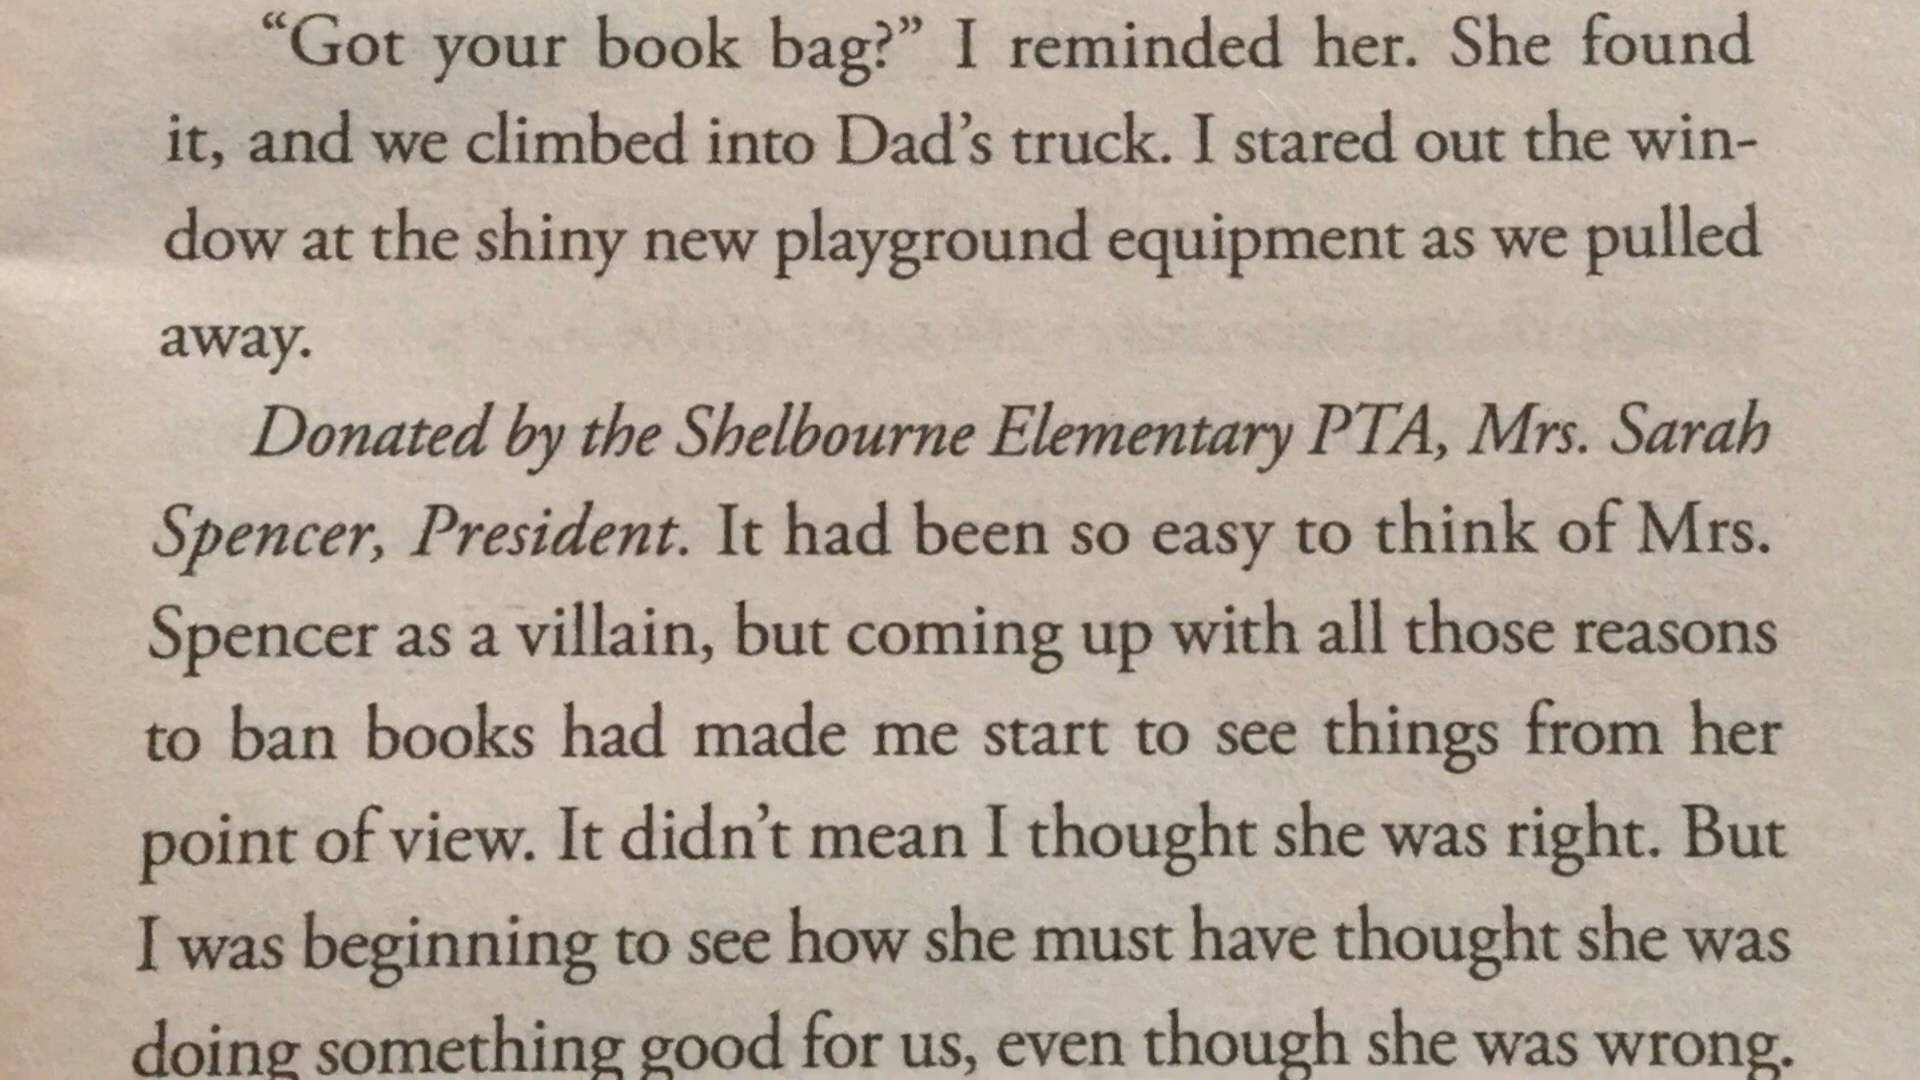 “Got your book bag?” I reminded her. She found
it, and we climbed into Dad’s truck. I stared out the win-
dow at the shiny new playground equipment as we pulled
away.
Donated by the Shelbourne Elementary PTA, Mrs. Sarah
Spencer, President. It had been so easy to think of Mrs.
Spencer as a villain, but coming up with all those reasons
to ban books had made me start to see things from her
point of view. It didn’t mean I thought she was right. But
I was beginning to see how she must have thought she was
doing something good for us, even though she was wrong.